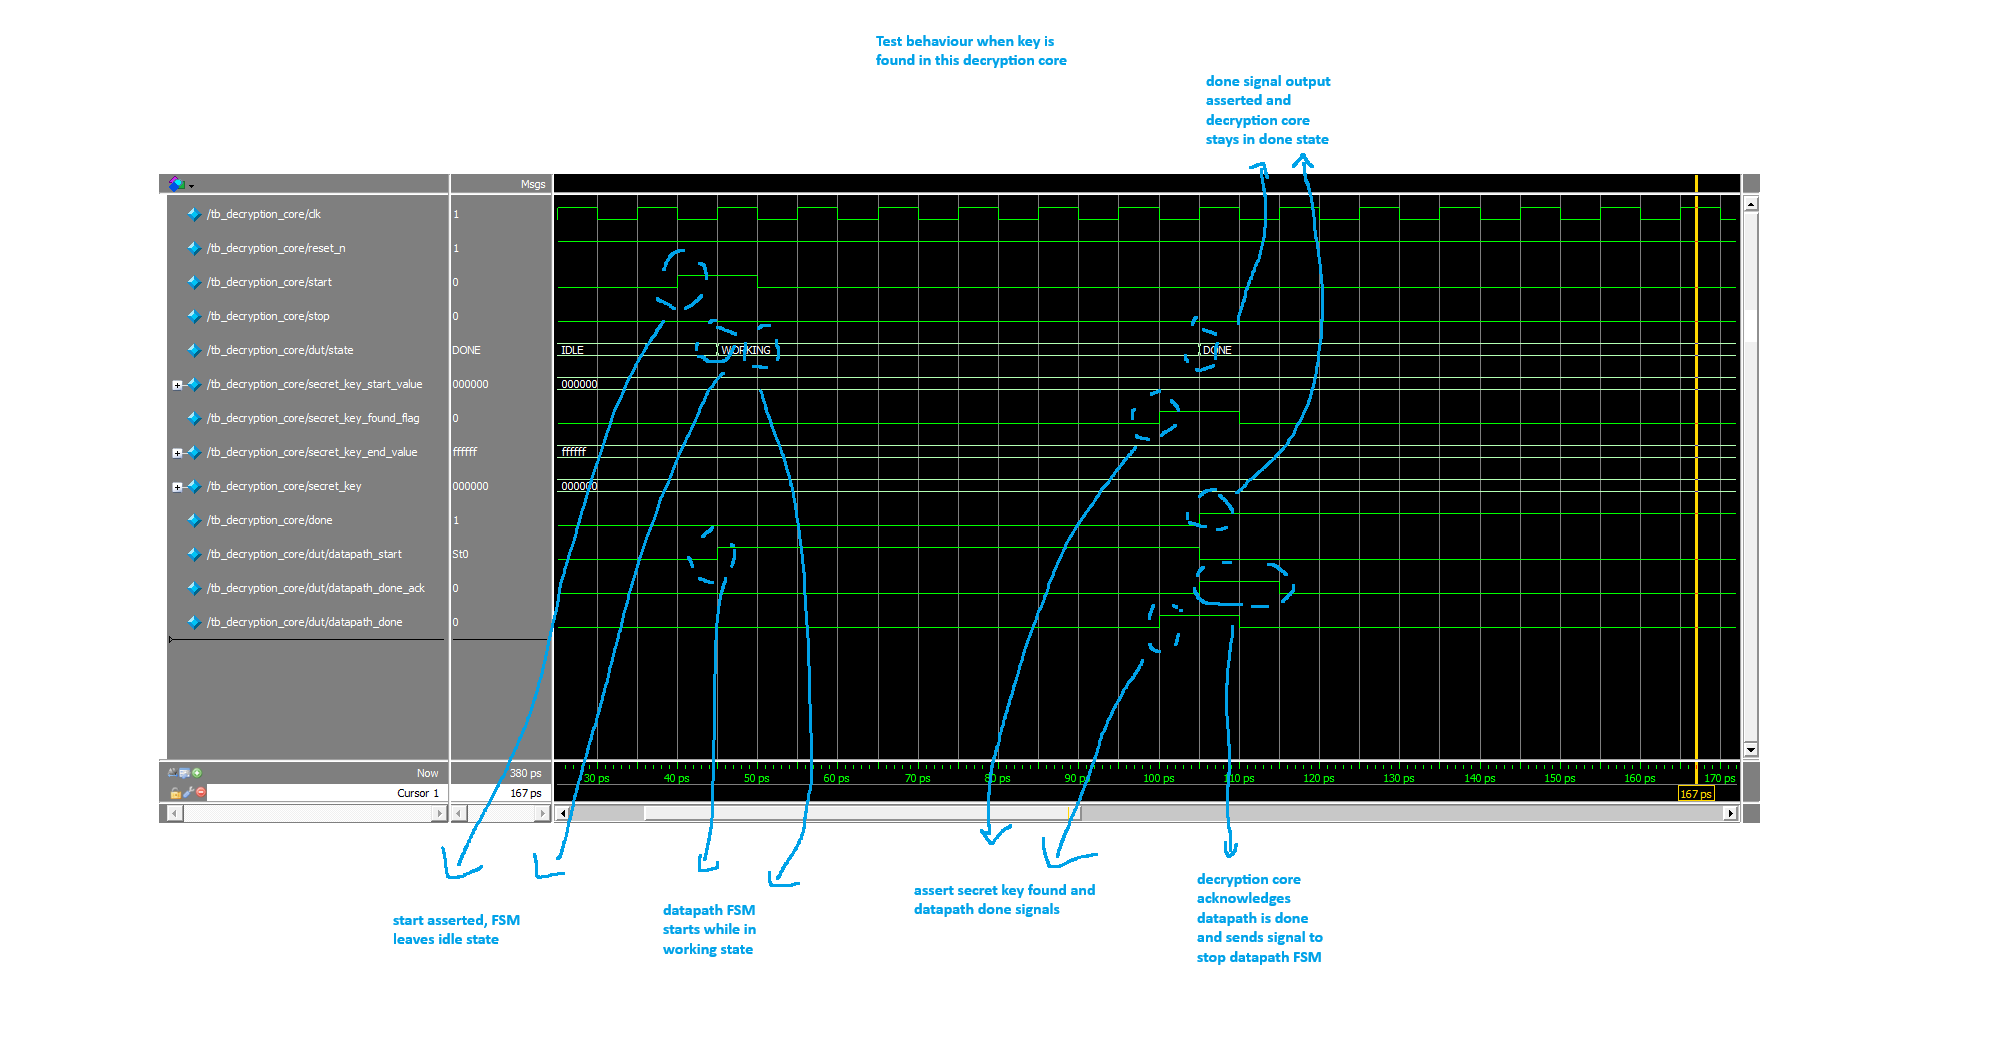 Test behaviour when key is
found in this decryption core
done signal output
asserted and
decryption core
stays in done state
Msgs
/tb_decryption_core/clk 1
/tb_decryption_core/reset_n 1
/tb_decryption_core/start 0
/tb_decryption_core/stop 0
/tb_decryption_core/dut/state DONE IDLE WORKING DONE
/tb_decryption_core/secret_key_start_value 000000 000000
/tb_decryption_core/secret_key_found_flag 0
/tb_decryption_core/secret_key_end_value ffffff ffffff
/tb_decryption_core/secret_key 000000 000000
/tb_decryption_core/done 1
/tb_decryption_core/dut/datapath_start St0
/tb_decryption_core/dut/datapath_done_ack 0
/tb_decryption_core/dut/datapath_done 0
Now 380 ps 30 ps 40 ps 50 ps 60 ps 70 ps 80 ps 90 ps 100 ps 110 ps 120 ps 130 ps 140 ps 150 ps 160 ps 170 ps
Cursor 1 167 ps 167 ps
start asserted, FSM
leaves idle state
datapath FSM
starts while in
working state
assert secret key found and
datapath done signals
decryption core
acknowledges
datapath is done
and sends signal to
stop datapath FSM